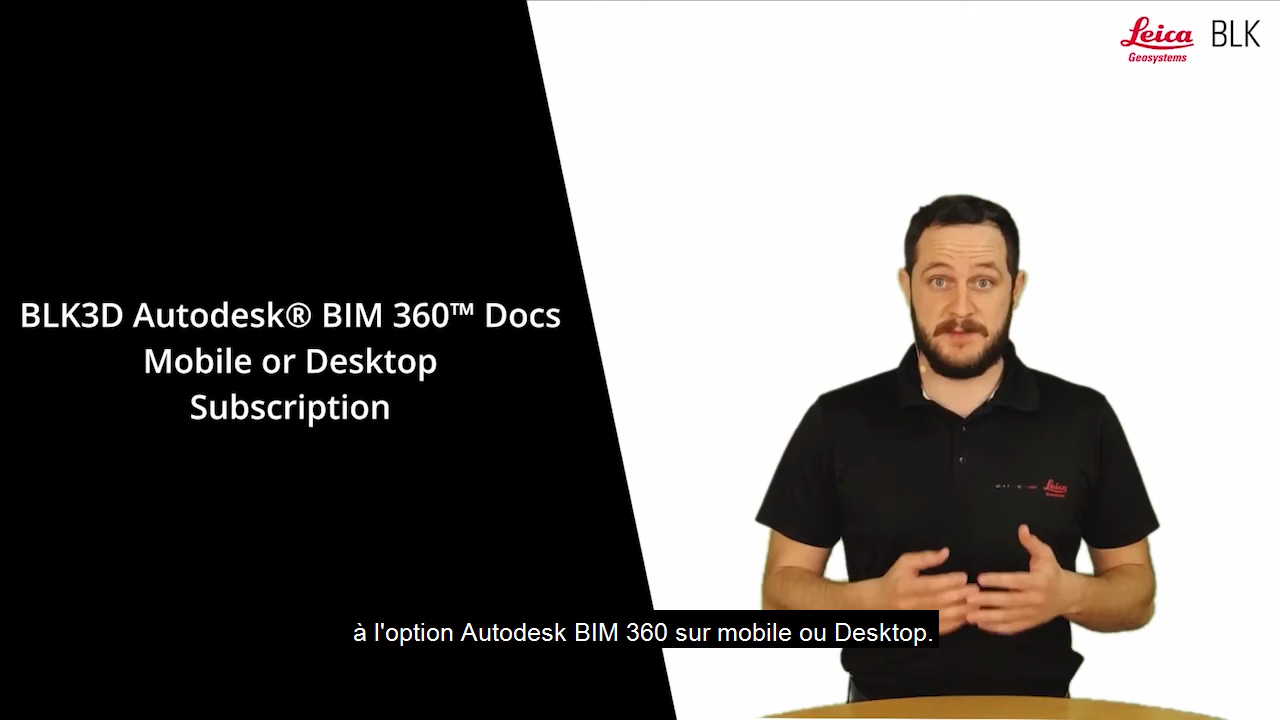 Leica BLK
Geosystems
BLK3D Autodesk® BIM 360™ Docs
Mobile or Desktop
Subscription
Leica
à l'option Autodesk BIM 360 sur mobile ou Desktop.